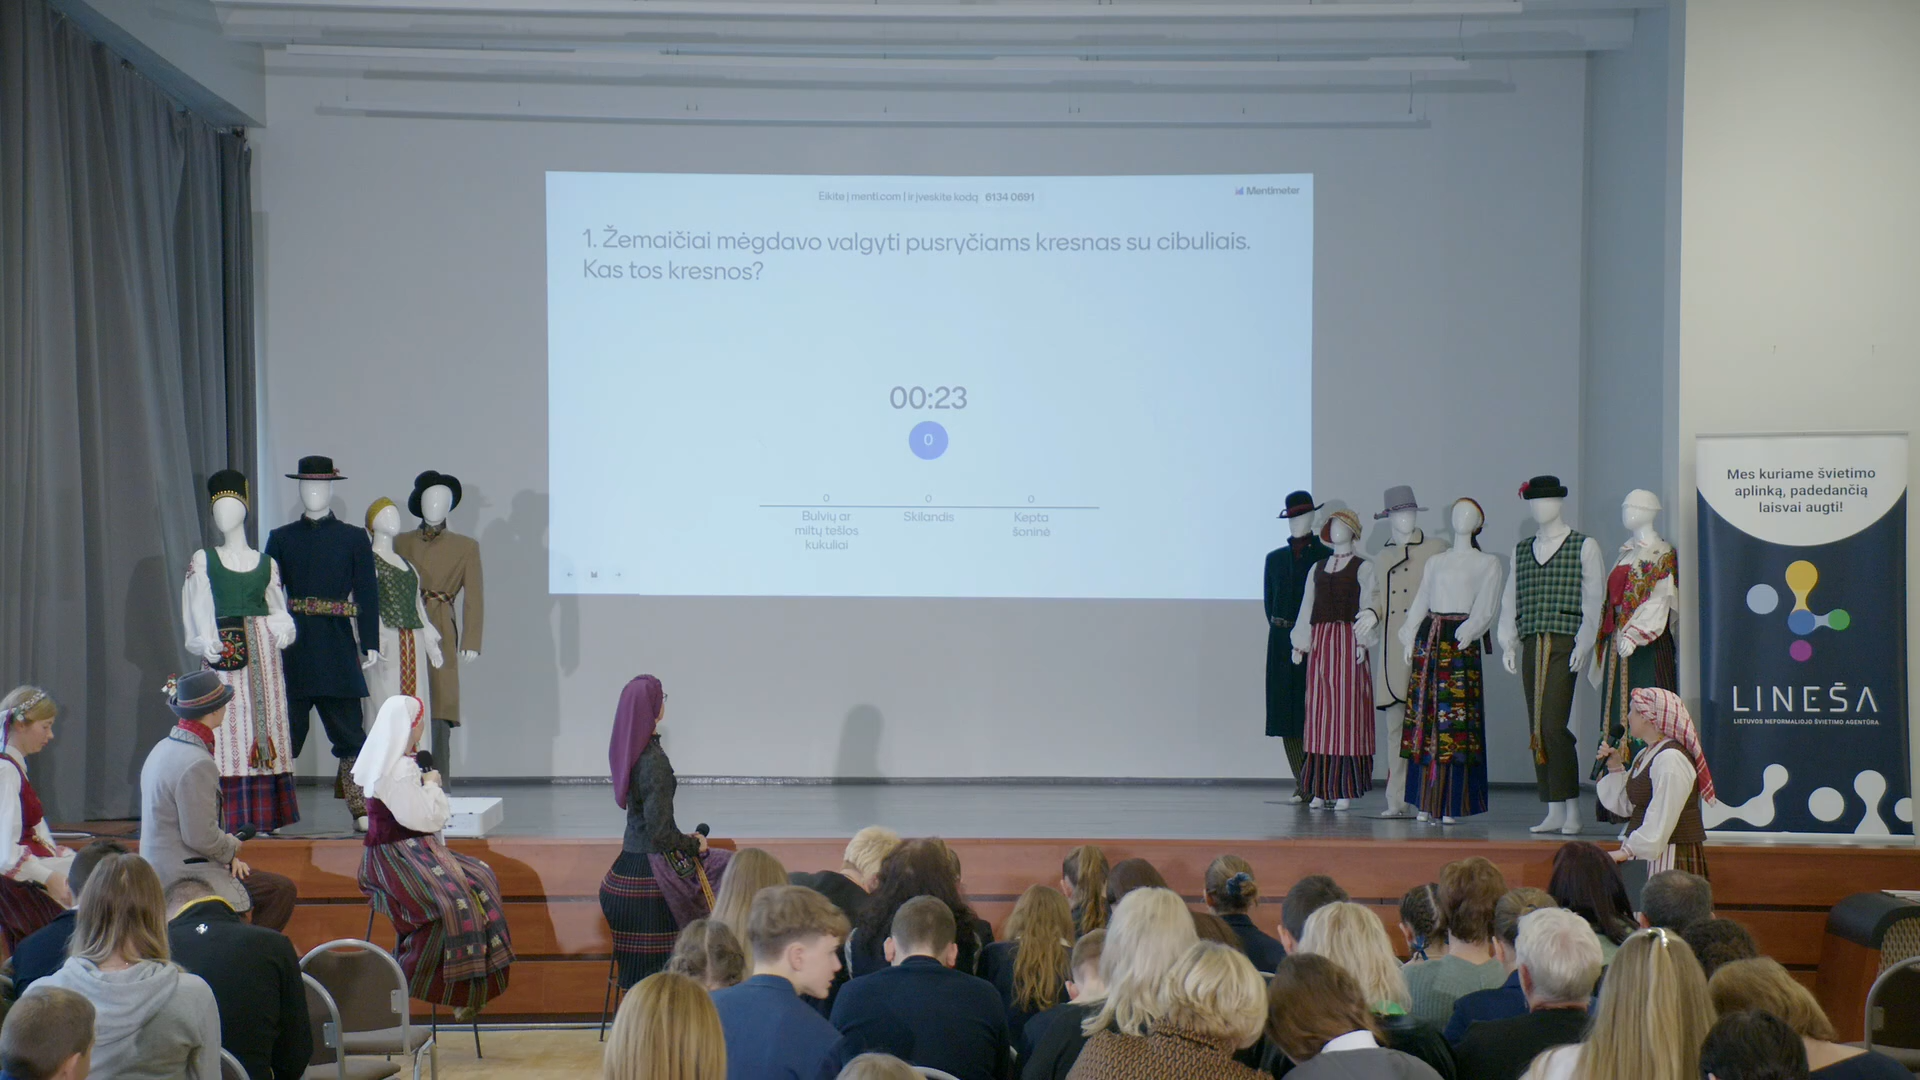 Eikite į menti.com ir įveskite kodą 6134 0691
Mentimeter
1. Žemaičiai mėgdavo valgyti pusryčiams kresnas su cibuliais.
Kas tos kresnos?
00:23
0
0 0 0
Bulvių ar
miltų tešlos
kukuliai
Skilandis
Kepta
šoninė
Mes kuriame švietimo
aplinką, padedančią
laisvai augti!
LINEŠA
LIETUVOS NEFORMALIOJO ŠVIETIMO AGENTŪRA